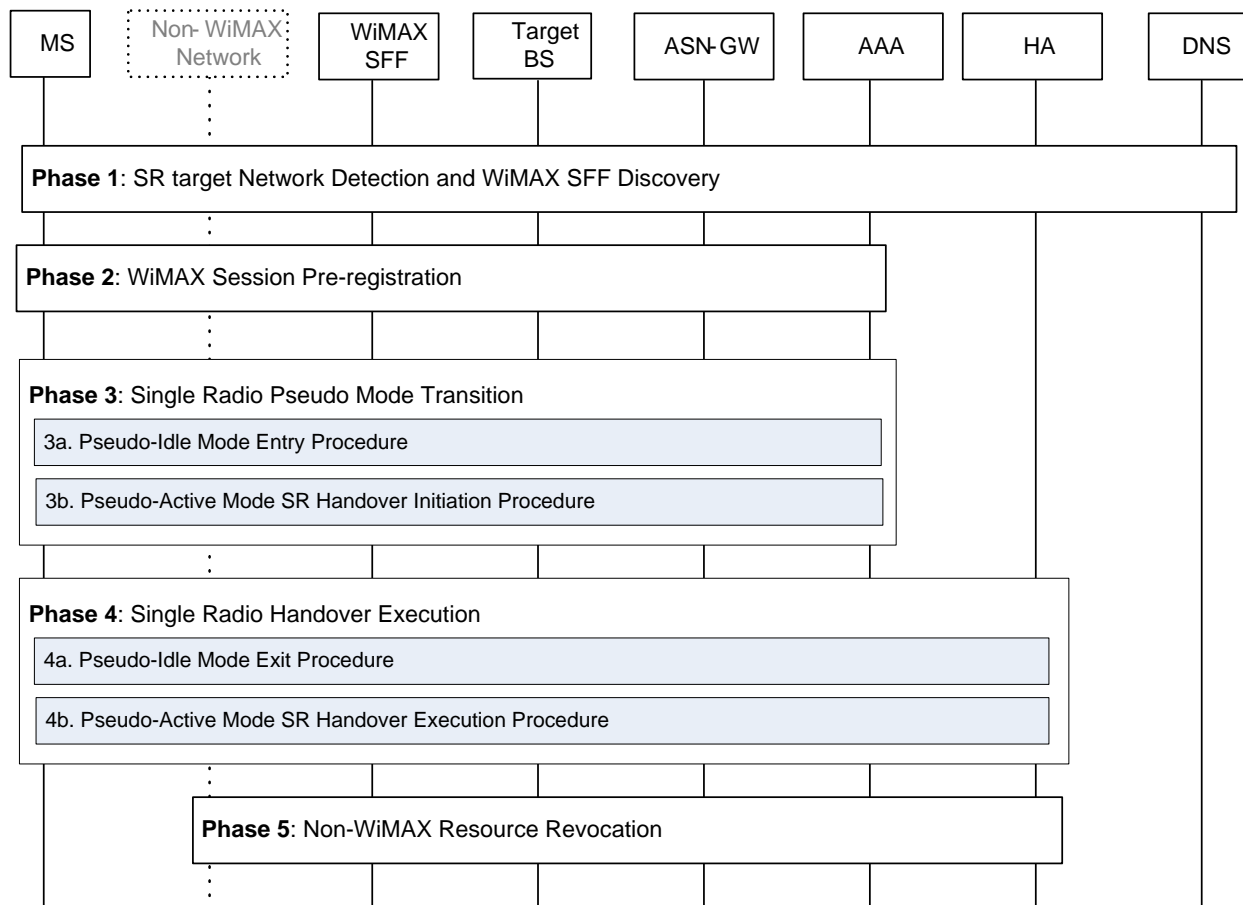 MS
Non-WiMAX
Network
WiMAX
SFF
Target
BS
ASN-GW
AAA
HA
DNS
Phase 1: SR target Network Detection and WiMAX SFF Discovery
Phase 2: WiMAX Session Pre-registration
Phase 3: Single Radio Pseudo Mode Transition
3a. Pseudo-Idle Mode Entry Procedure
3b. Pseudo-Active Mode SR Handover Initiation Procedure
Phase 4: Single Radio Handover Execution
4a. Pseudo-Idle Mode Exit Procedure
4b. Pseudo-Active Mode SR Handover Execution Procedure
Phase 5: Non-WiMAX Resource Revocation